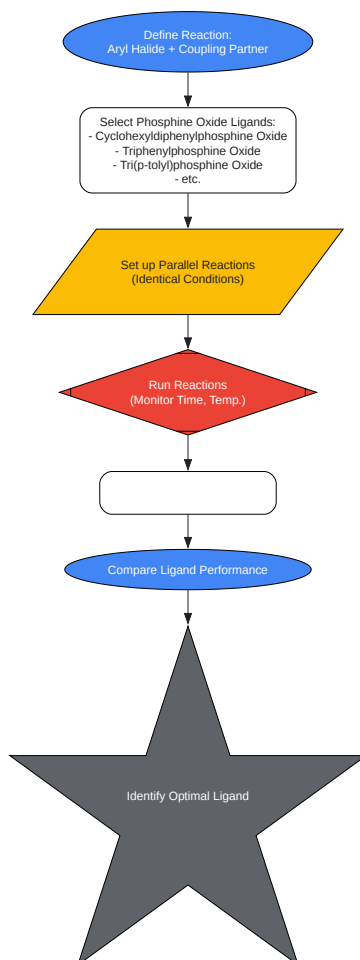 Define Reaction:
Aryl Halide + Coupling Partner
Select Phosphine Oxide Ligands:
- Cyclohexyldiphenylphosphine Oxide
- Triphenylphosphine Oxide
- Tri(p-tolyl)phosphine Oxide
- etc.
Set up Parallel Reactions
(Identical Conditions)
Run Reactions
(Monitor Time, Temp.)
Compare Ligand Performance
Identify Optimal Ligand